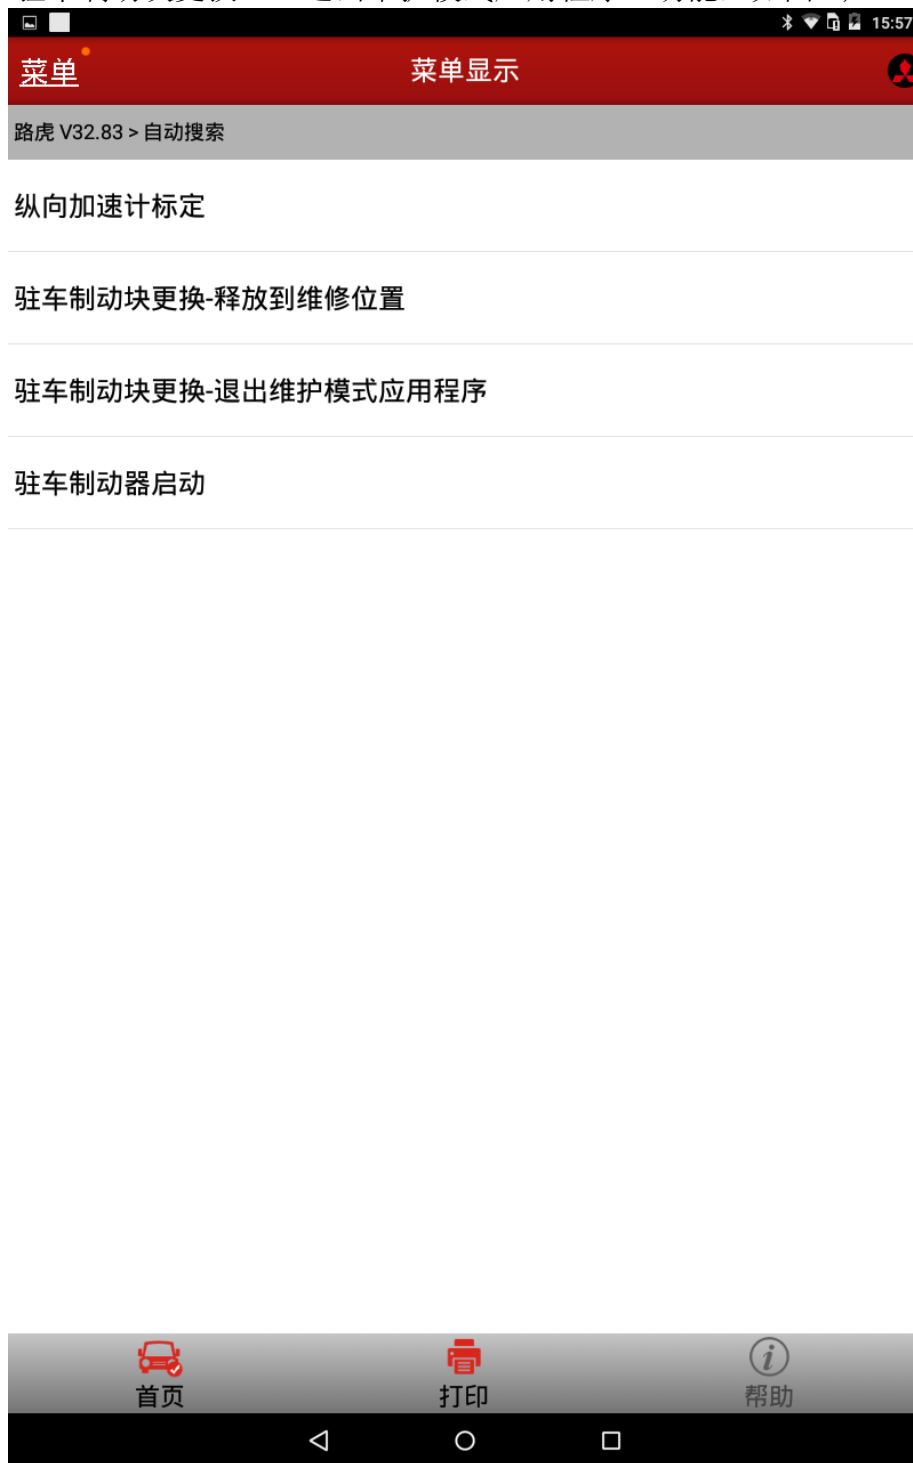 15:57
菜单
菜单显示
路虎 V32.83 > 自动搜索
纵向加速计标定
驻车制动块更换-释放到维修位置
驻车制动块更换-退出维护模式应用程序
驻车制动器启动
首页
打印
帮助